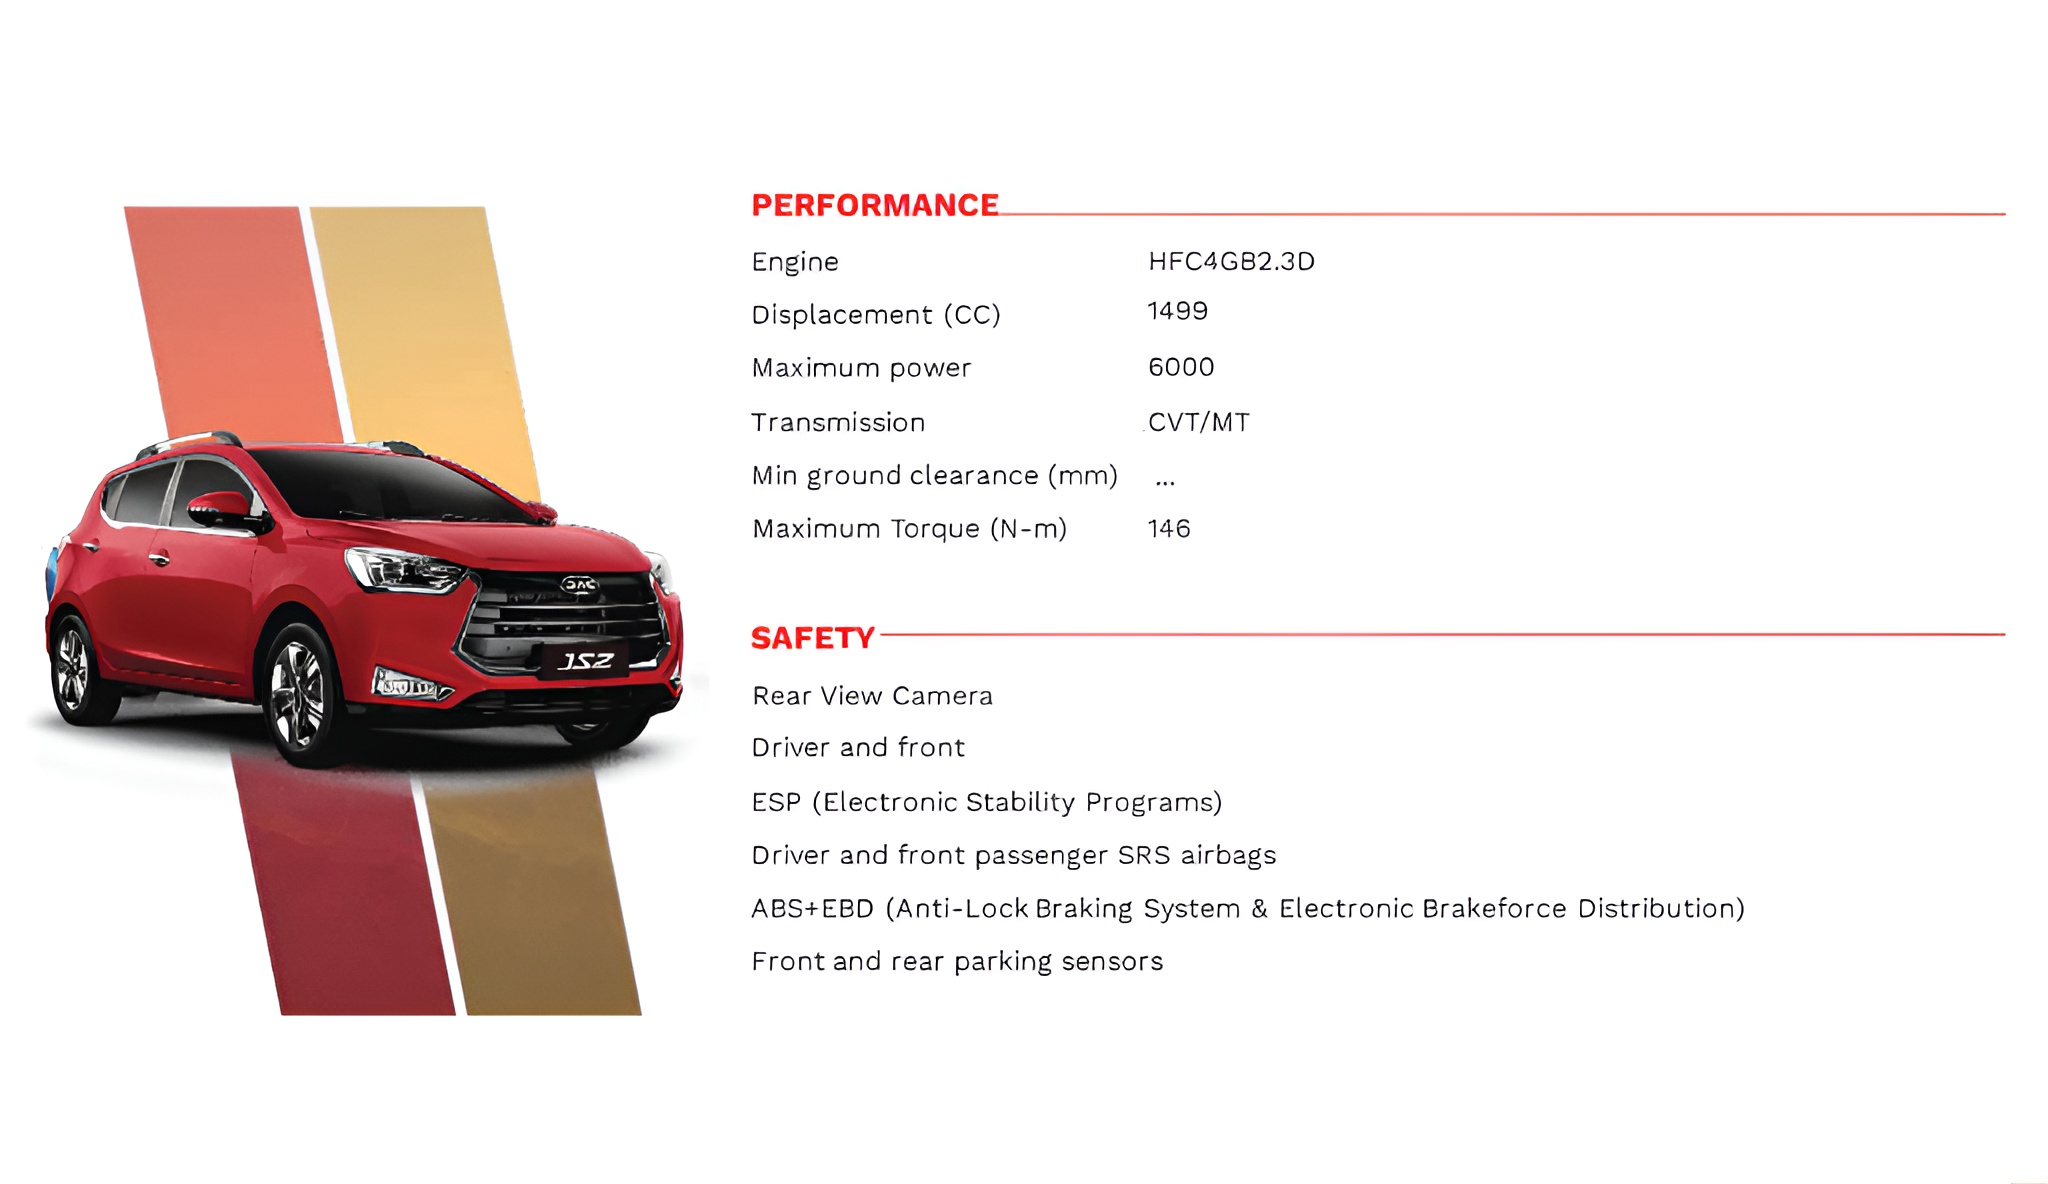 PERFORMANCE
Engine HFC4GB2.3D
Displacement (CC) 1499
Maximum power 6000
Transmission CVT/MT
Min ground clearance (mm) ...
Maximum Torque (N-m) 146
JAC
JS2
SAFETY
Rear View Camera
Driver and front
ESP (Electronic Stability Programs)
Driver and front passenger SRS airbags
ABS+EBD (Anti-Lock Braking System & Electronic Brakeforce Distribution)
Front and rear parking sensors